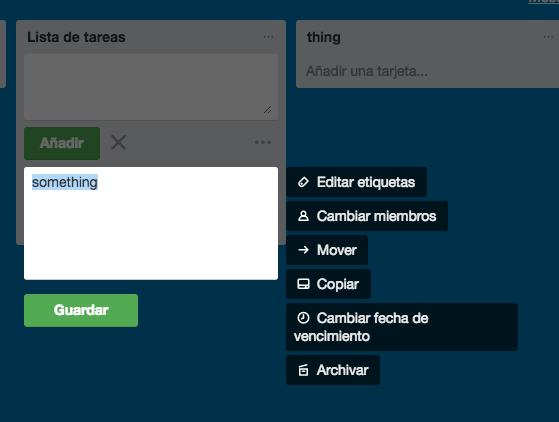 Lista de tareas
thing
Añadir una tarjeta...
Añadir
something
Editar etiquetas
Cambiar miembros
Mover
Copiar
Cambiar fecha de
vencimiento
Archivar
Guardar